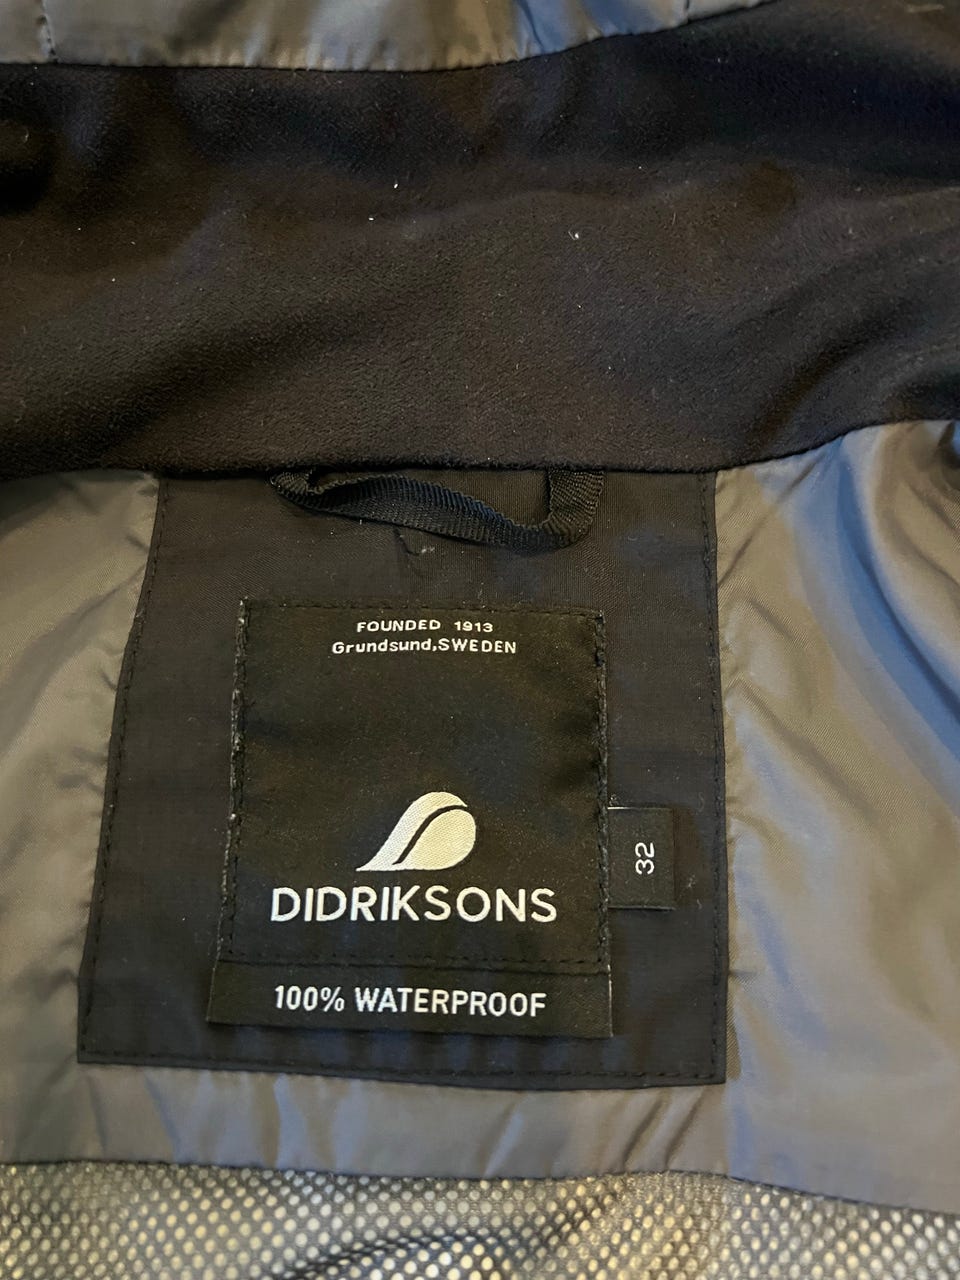 FOUNDED 1913
Grundsund,SWEDEN
DIDRIKSONS
32
100% WATERPROOF